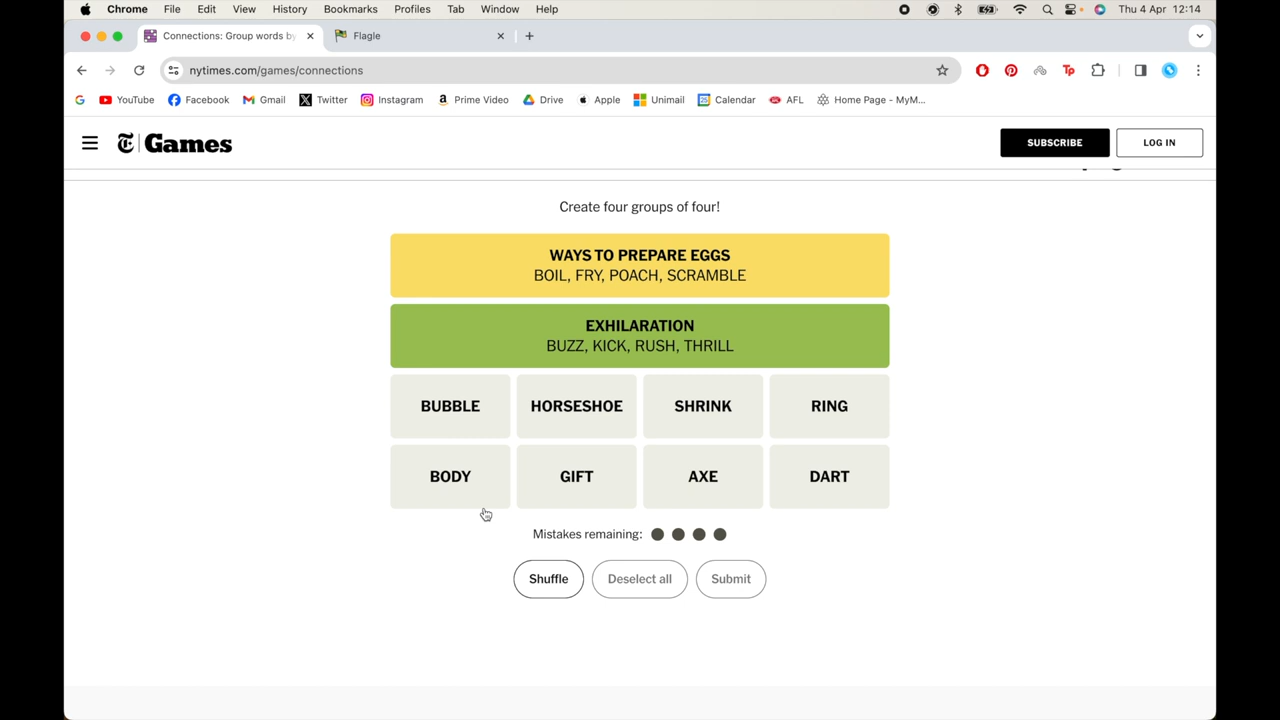 Chrome File Edit View History Bookmarks Profiles Tab Window Help Thu 4 Apr 12:14
Connections: Group words by Flagle
nytimes.com/games/connections
YouTube Facebook Gmail Twitter Instagram Prime Video Drive Apple Unimail Calendar AFL Home Page - MyM...
Games SUBSCRIBE LOG IN
Create four groups of four!
WAYS TO PREPARE EGGS
BOIL, FRY, POACH, SCRAMBLE
EXHILARATION
BUZZ, KICK, RUSH, THRILL
BUBBLE HORSESHOE SHRINK RING
BODY GIFT AXE DART
Mistakes remaining:
Shuffle Deselect all Submit